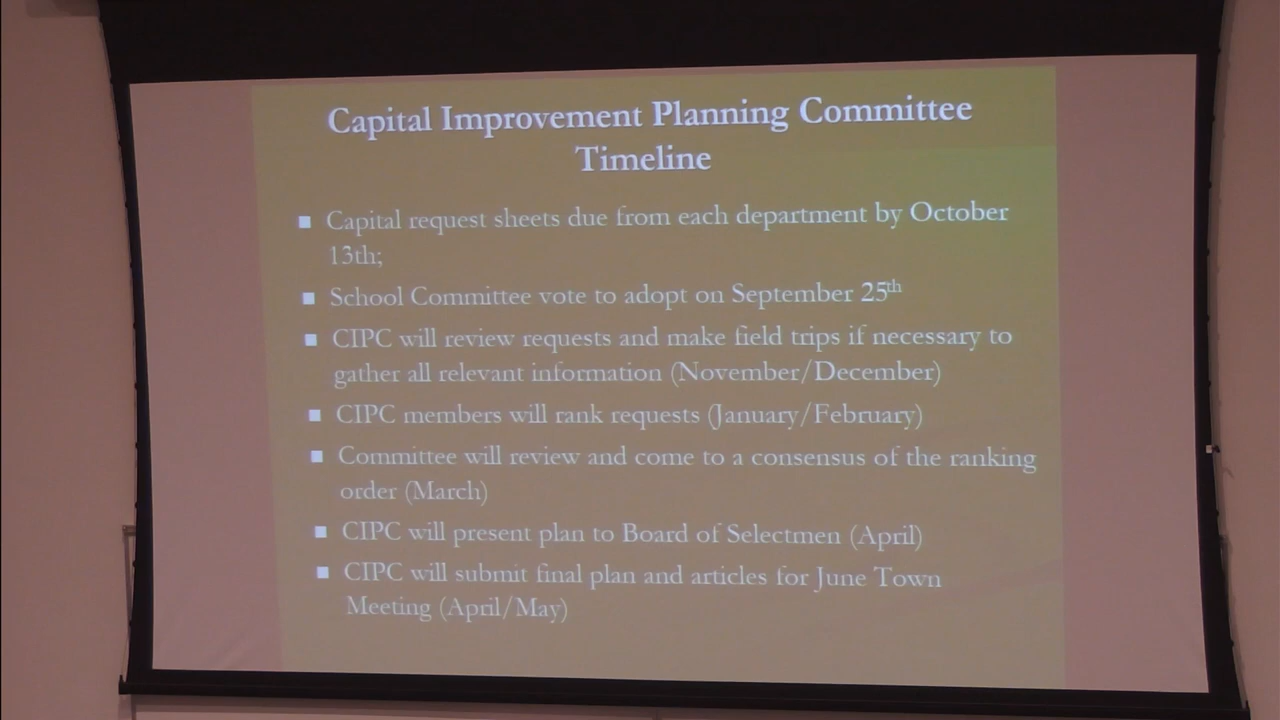 Capital Improvement Planning Committee
Timeline
■ Capital request sheets due from each department by October
13th;
■ School Committee vote to adopt on September 25th
■ CIPC will review requests and make field trips if necessary to
gather all relevant information (November/December)
■ CIPC members will rank requests (January/February)
■ Committee will review and come to a consensus of the ranking
order (March)
■ CIPC will present plan to Board of Selectmen (April)
■ CIPC will submit final plan and articles for June Town
Meeting (April/May)